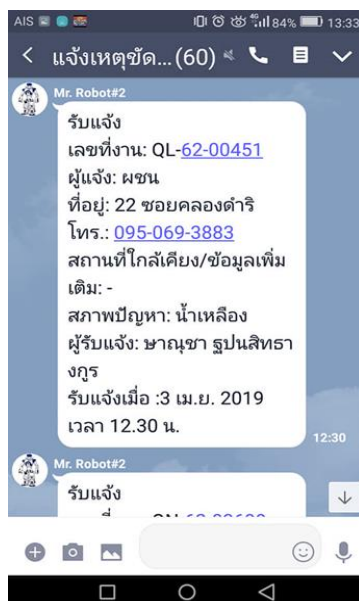 AIS 84% 13:33
แจ้งเหตุขัด...(60)
Mr. Robot#2
รับแจ้ง
เลขที่งาน: QL-62-00451
ผู้แจ้ง: ผชน
ที่อยู่: 22 ซอยคลองดำริ
โทร.: 095-069-3883
สถานที่ใกล้เคียง/ข้อมูลเพิ่ม
เติม: -
สภาพปัญหา: น้ำเหลือง
ผู้รับแจ้ง: ษาณุชา ฐปนสิทธา
งกูร
รับแจ้งเมื่อ :3 เม.ย. 2019
เวลา 12.30 น.
12:30
Mr. Robot#2
รับแจ้ง